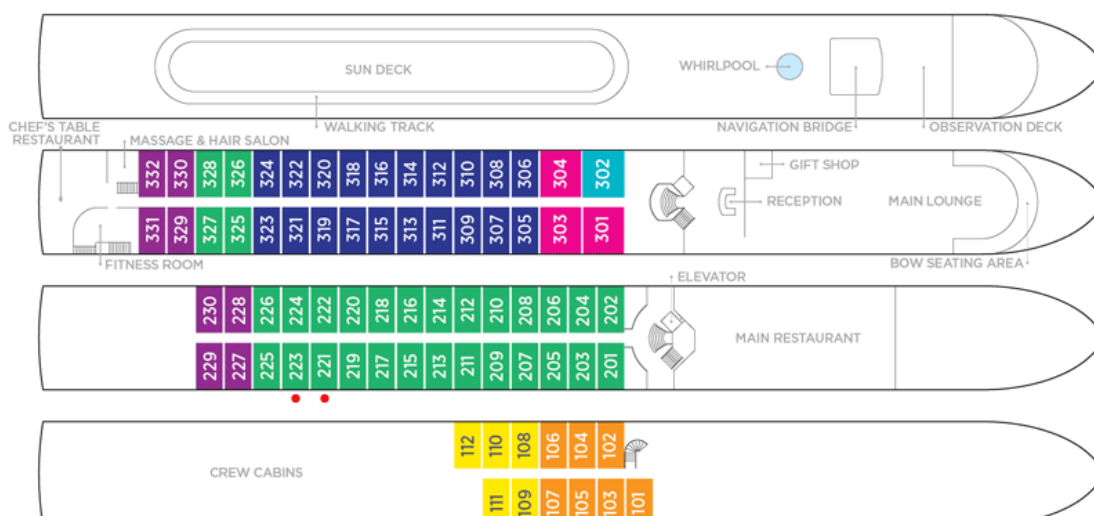 SUN DECK
WHIRLPOOL
CHEF'S TABLE
RESTAURANT
MASSAGE & HAIR SALON
WALKING TRACK
NAVIGATION BRIDGE
OBSERVATION DECK
332 330 328 326 324 322 320 318 316 314 312 310 308 306 304 302
GIFT SHOP
RECEPTION
MAIN LOUNGE
331 329 327 325 323 321 319 317 315 313 311 309 307 305 303 301
FITNESS ROOM
BOW SEATING AREA
ELEVATOR
230 228 226 224 222 220 218 216 214 212 210 208 206 204 202
MAIN RESTAURANT
229 227 225 223 221 219 217 215 213 211 209 207 205 203 201
112 110 108 106 104 102
CREW CABINS
111 109 107 105 103 101